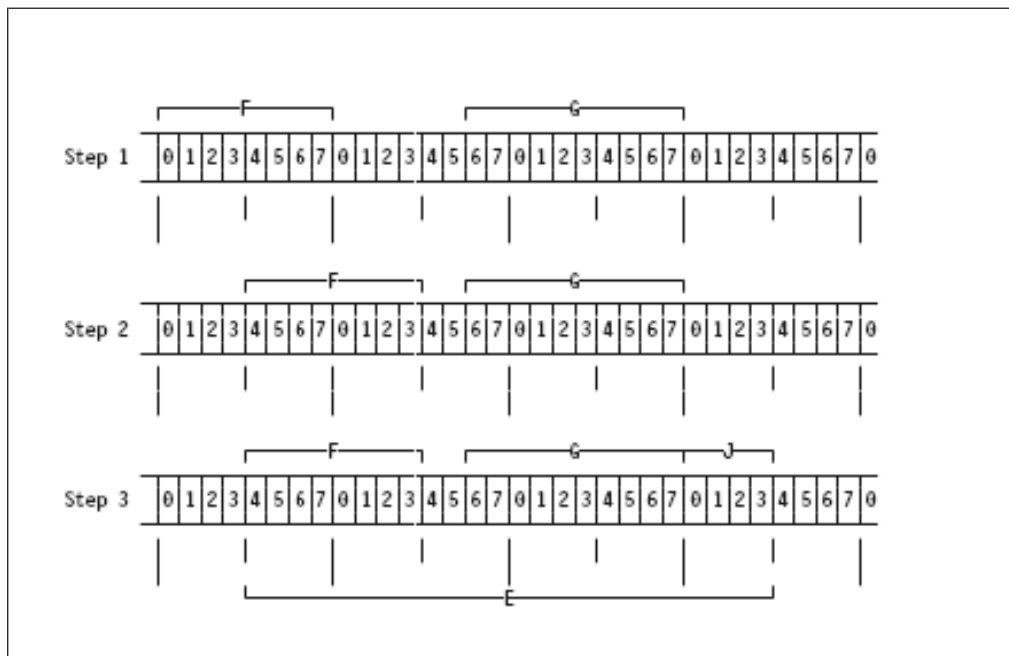 F G
Step 1 0 1 2 3 4 5 6 7 0 1 2 3 4 5 6 7 0 1 2 3 4 5 6 7 0 1 2 3 4 5 6 7 0
F G
Step 2 0 1 2 3 4 5 6 7 0 1 2 3 4 5 6 7 0 1 2 3 4 5 6 7 0 1 2 3 4 5 6 7 0
F G J
Step 3 0 1 2 3 4 5 6 7 0 1 2 3 4 5 6 7 0 1 2 3 4 5 6 7 0 1 2 3 4 5 6 7 0
E